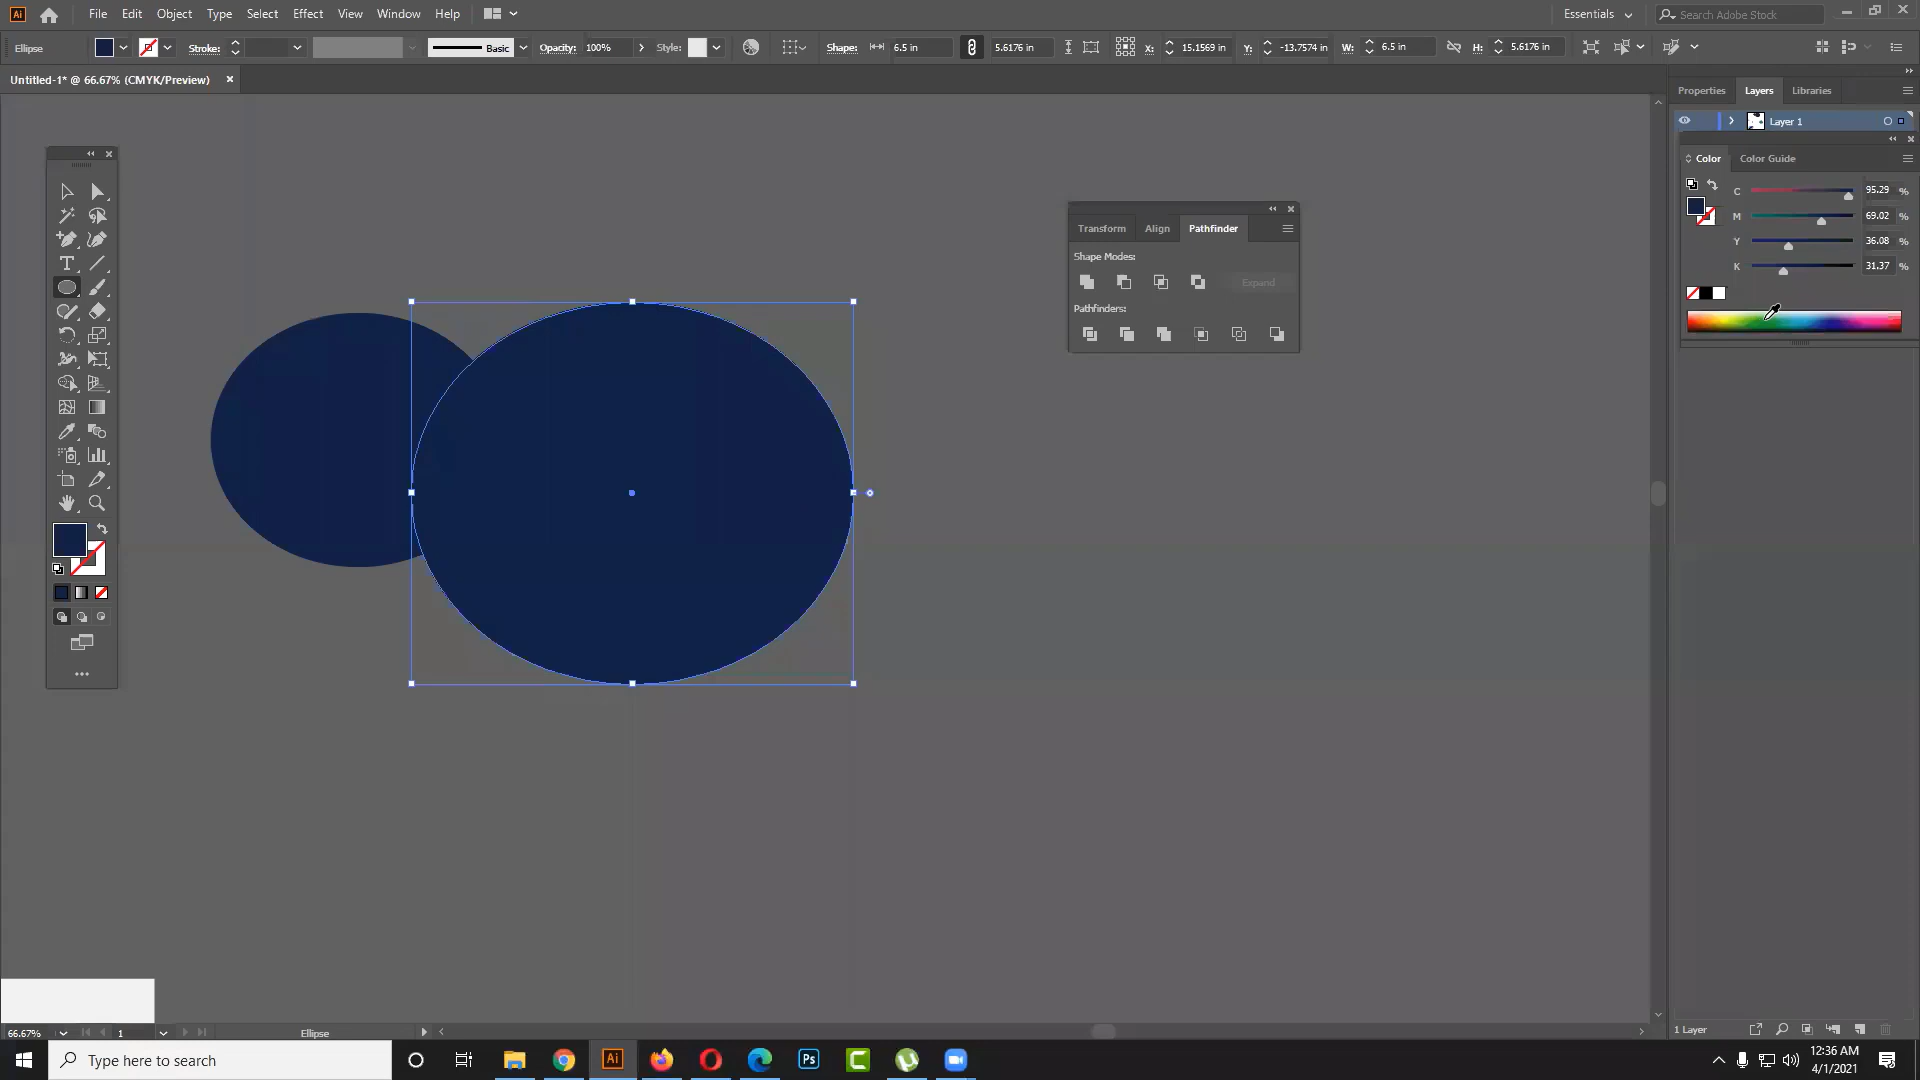 Ai File Edit Object Type Select Effect View Window Help Essentials Search Adobe Stock
Ellipse Stroke: Basic Opacity: 100% Style: Shape: 6.5 in 5.6176 in X: 15.1569 in Y: -13.7574 in W: 6.5 in H: 5.6176 in
Untitled-1* @ 66.67% (CMYK/Preview)
Properties Layers Libraries
Layer 1
Color Color Guide
C 95.29 %
M 69.02 %
Y 36.08 %
K 31.37 %
Transform Align Pathfinder
Shape Modes:
Expand
Pathfinders:
T
66.67% 1 Ellipse
1 Layer
Type here to search
Ai
Ps
C
12:36 AM
4/1/2021